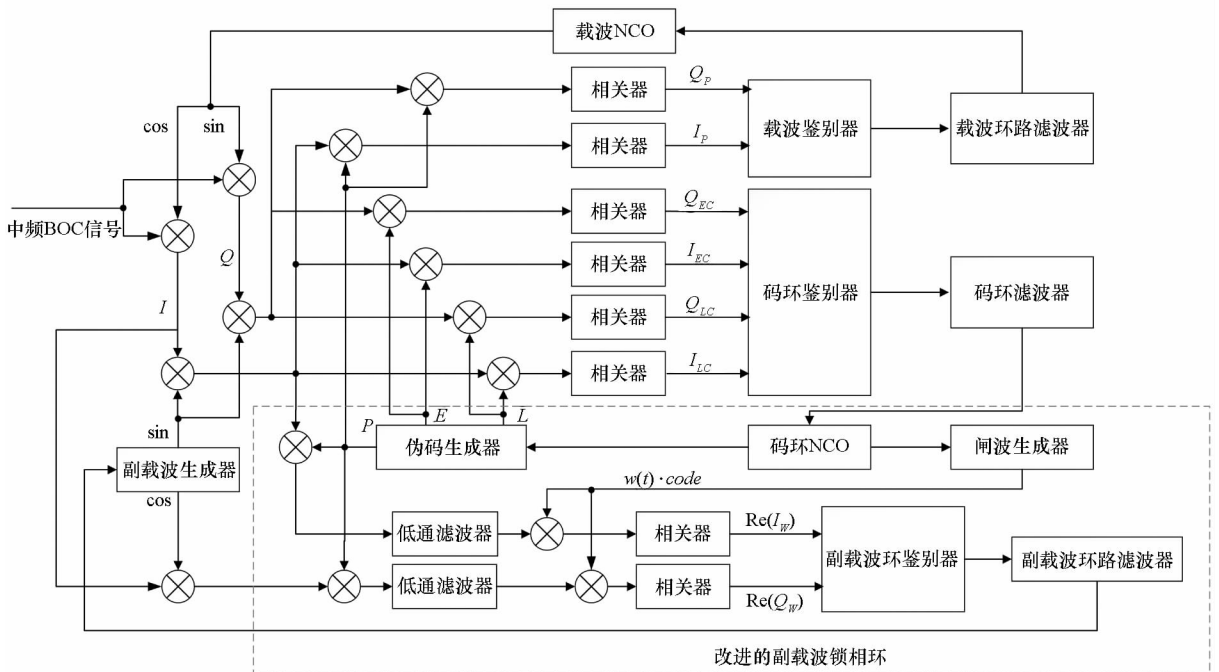 载波NCO
cos
sin
相关器
Q_P
载波鉴别器
载波环路滤波器
相关器
I_P
中频BOC信号
Q
I
相关器
Q_EC
相关器
I_EC
相关器
Q_LC
相关器
I_LC
码环鉴别器
码环滤波器
sin
副载波生成器
cos
P
E
L
伪码生成器
码环NCO
闸波生成器
w(t)·code
低通滤波器
相关器
Re(I_W)
低通滤波器
相关器
Re(Q_W)
副载波环鉴别器
副载波环路滤波器
改进的副载波锁相环